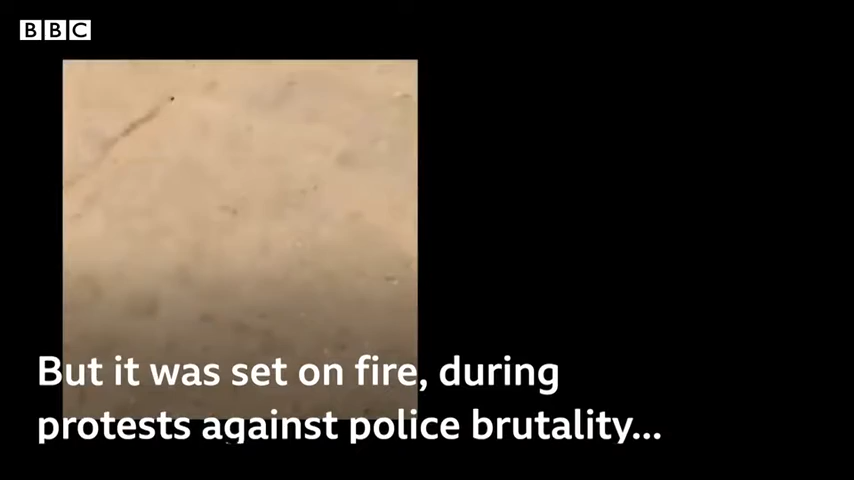 BBC
But it was set on fire, during
protests against police brutality...